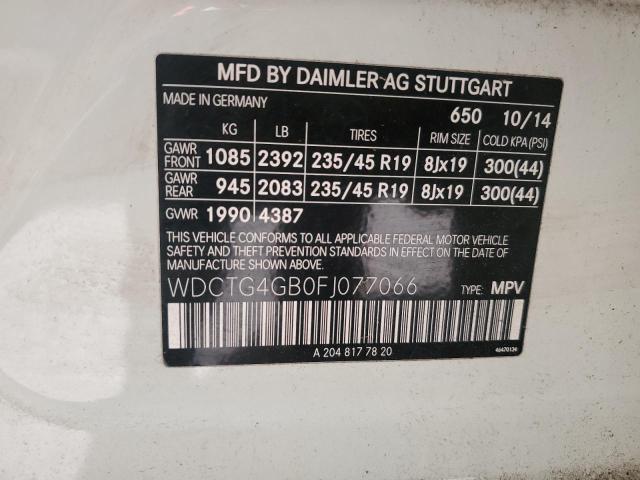 MFD BY DAIMLER AG STUTTGART
MADE IN GERMANY 650 10/14
KG LB TIRES RIM SIZE COLD KPA (PSI)
GAWR FRONT 1085 2392 235/45 R19 8Jx19 300(44)
GAWR REAR 945 2083 235/45 R19 8Jx19 300(44)
GVWR 1990 4387
THIS VEHICLE CONFORMS TO ALL APPLICABLE FEDERAL MOTOR VEHICLE
SAFETY AND THEFT PREVENTION STANDARDS IN EFFECT ON THE DATE OF
MANUFACTURE SHOWN ABOVE.
WDCTG4GB0FJ077066 TYPE: MPV
A 204 817 78 20 46470134